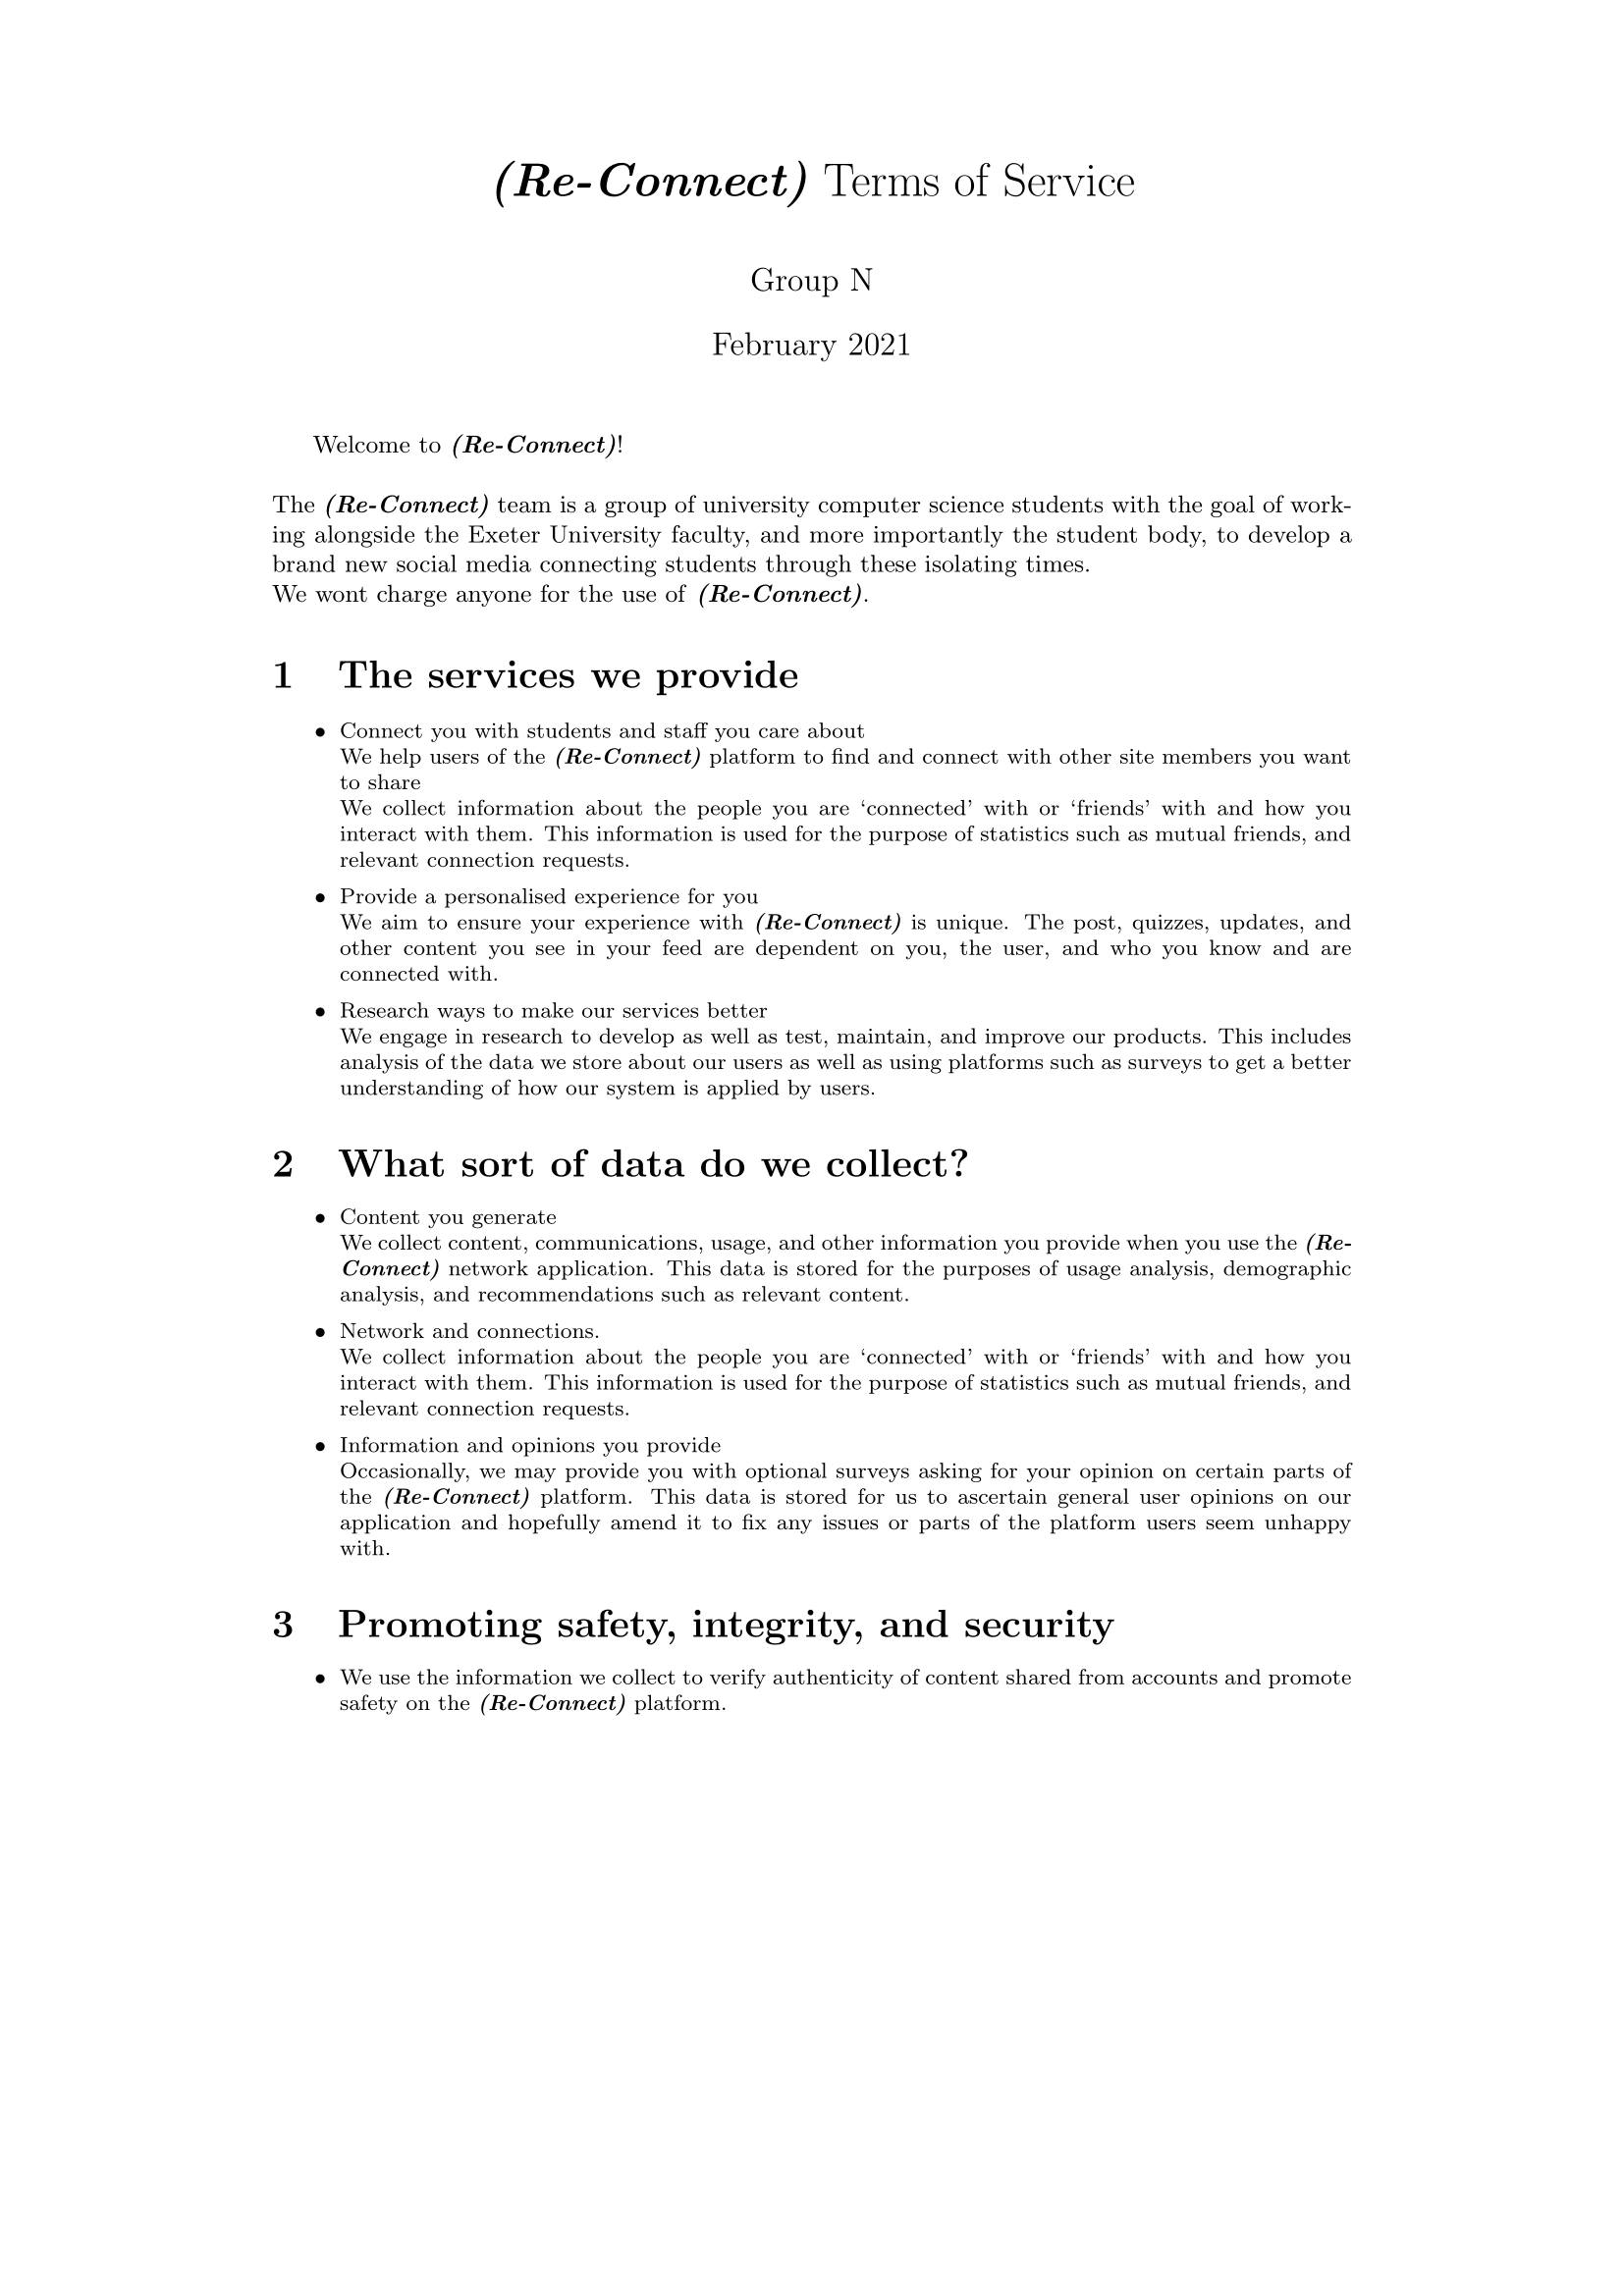 (Re-Connect) Terms of Service
Group N
February 2021
Welcome to (Re-Connect)!
The (Re-Connect) team is a group of university computer science students with the goal of work-
ing alongside the Exeter University faculty, and more importantly the student body, to develop a
brand new social media connecting students through these isolating times.
We wont charge anyone for the use of (Re-Connect).
1 The services we provide
• Connect you with students and staff you care about
We help users of the (Re-Connect) platform to find and connect with other site members you want
to share
We collect information about the people you are ‘connected’ with or ‘friends’ with and how you
interact with them. This information is used for the purpose of statistics such as mutual friends, and
relevant connection requests.
• Provide a personalised experience for you
We aim to ensure your experience with (Re-Connect) is unique. The post, quizzes, updates, and
other content you see in your feed are dependent on you, the user, and who you know and are
connected with.
• Research ways to make our services better
We engage in research to develop as well as test, maintain, and improve our products. This includes
analysis of the data we store about our users as well as using platforms such as surveys to get a better
understanding of how our system is applied by users.
2 What sort of data do we collect?
• Content you generate
We collect content, communications, usage, and other information you provide when you use the (Re-
Connect) network application. This data is stored for the purposes of usage analysis, demographic
analysis, and recommendations such as relevant content.
• Network and connections.
We collect information about the people you are ‘connected’ with or ‘friends’ with and how you
interact with them. This information is used for the purpose of statistics such as mutual friends, and
relevant connection requests.
• Information and opinions you provide
Occasionally, we may provide you with optional surveys asking for your opinion on certain parts of
the (Re-Connect) platform. This data is stored for us to ascertain general user opinions on our
application and hopefully amend it to fix any issues or parts of the platform users seem unhappy
with.
3 Promoting safety, integrity, and security
• We use the information we collect to verify authenticity of content shared from accounts and promote
safety on the (Re-Connect) platform.